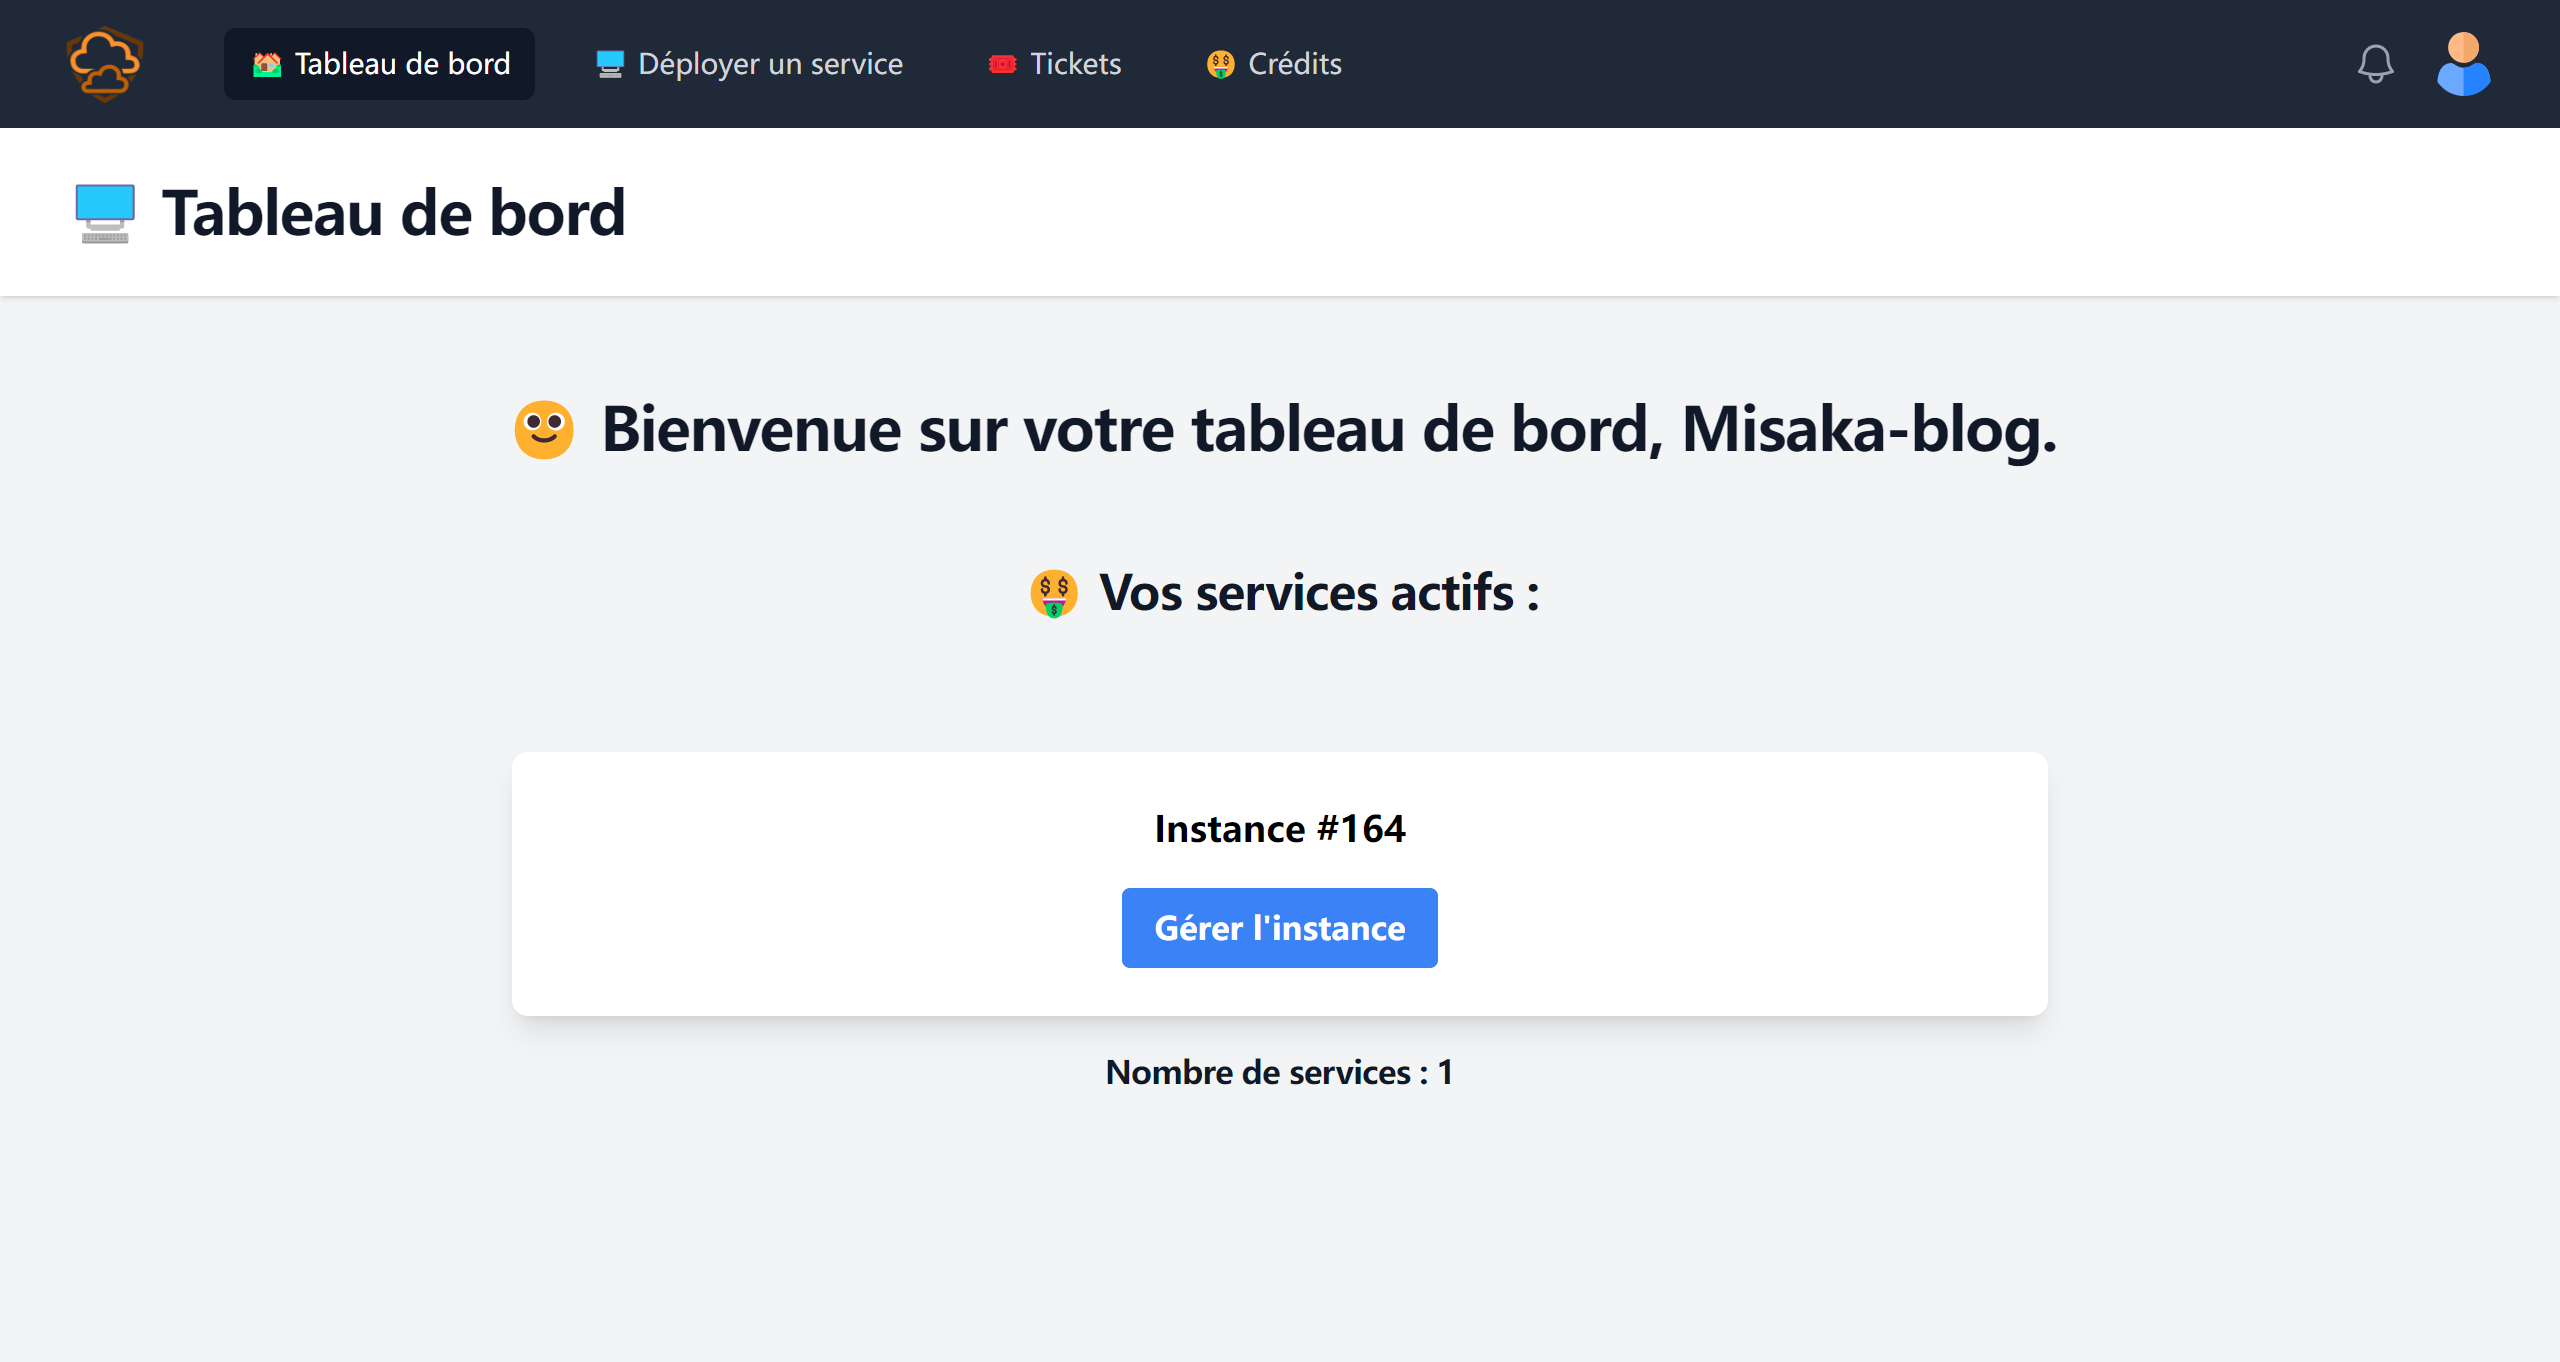 Tableau de bord
Déployer un service
Tickets
Crédits
Tableau de bord
Bienvenue sur votre tableau de bord, Misaka-blog.
Vos services actifs :
Instance #164
Gérer l'instance
Nombre de services : 1